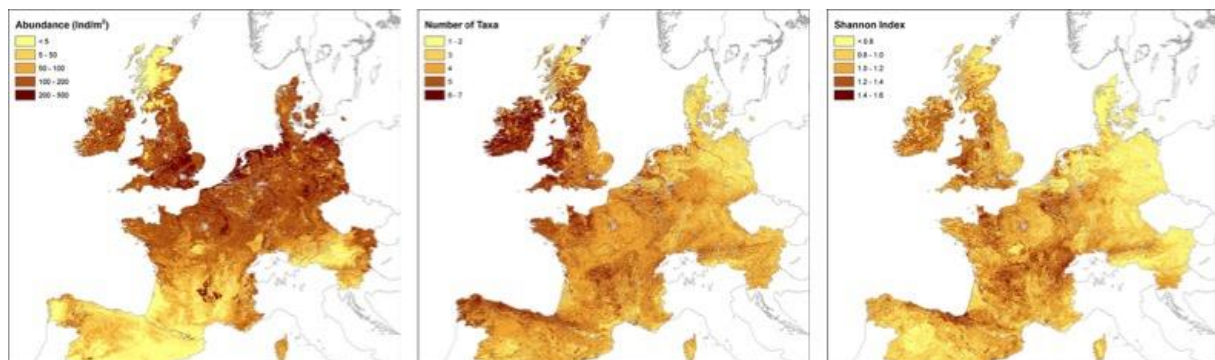 Abundance (Ind/m²)
< 5
5 - 50
50 - 100
100 - 200
200 - 500
Number of Taxa
1 - 2
3
4
5
6 - 7
Shannon Index
< 0.8
0.8 - 1.0
1.0 - 1.2
1.2 - 1.4
1.4 - 1.6